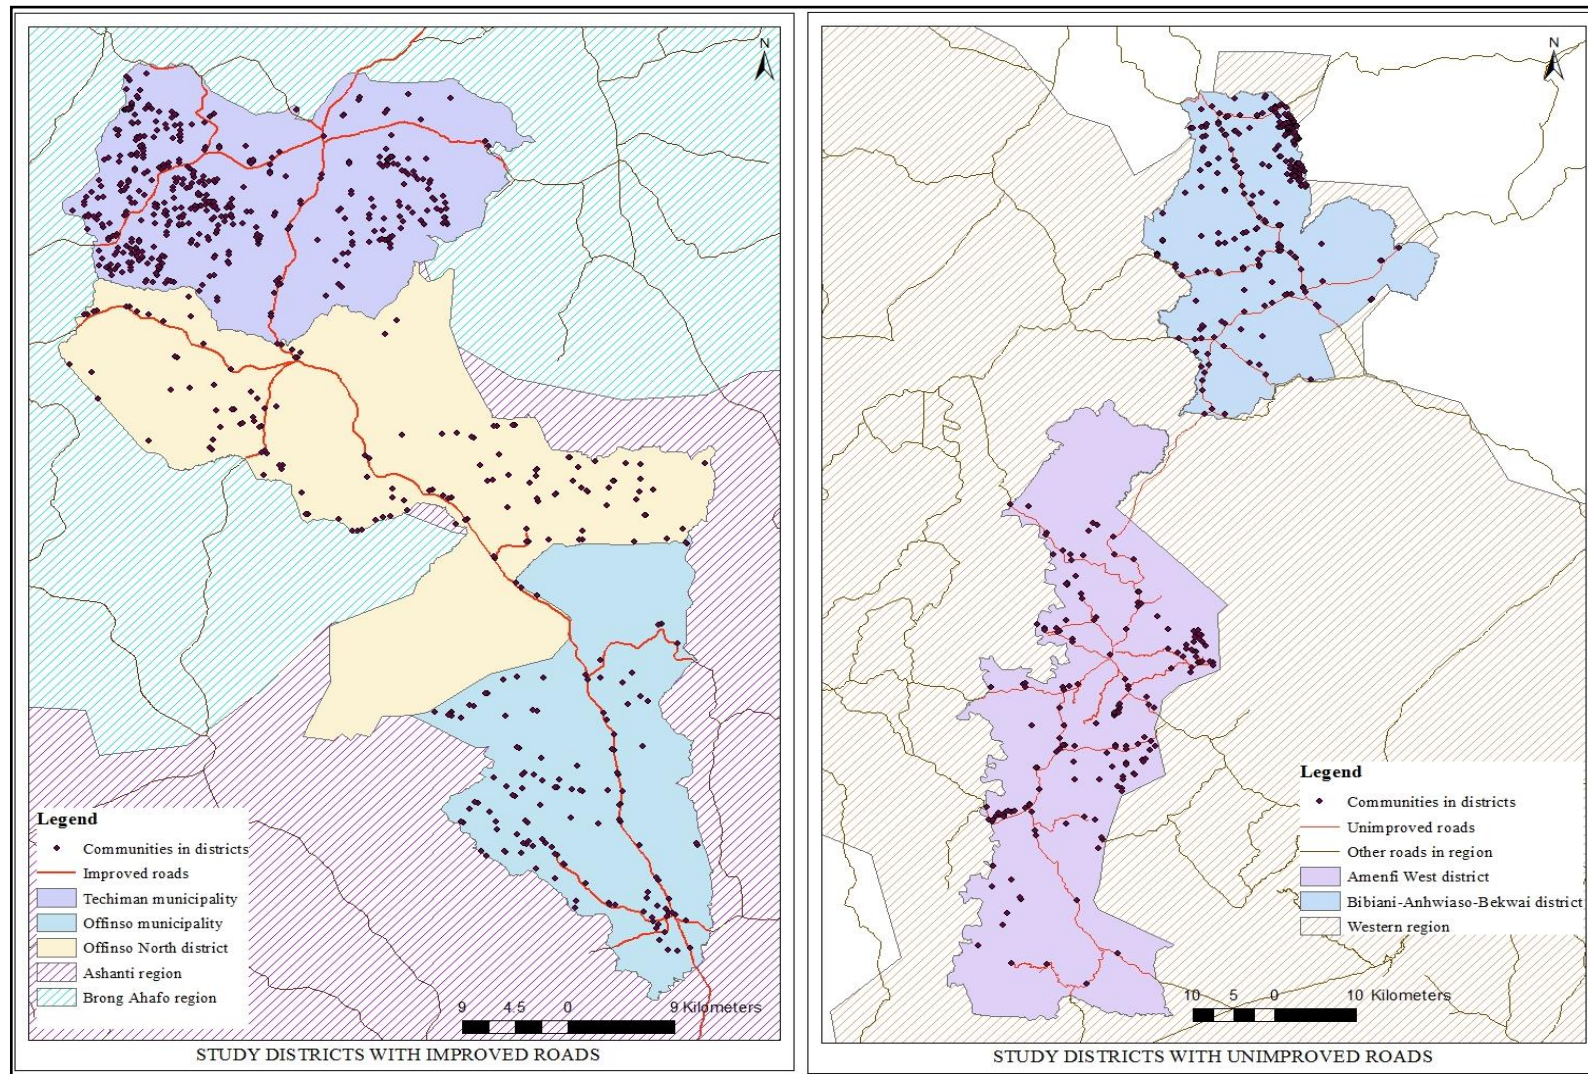 N
Legend
Communities in districts
Improved roads
Techiman municipality
Offinso municipality
Offinso North district
Ashanti region
Brong Ahafo region
9 4.5 0 9 Kilometers
STUDY DISTRICTS WITH IMPROVED ROADS
N
Legend
Communities in districts
Unimproved roads
Other roads in region
Amenfi West district
Bibiani-Anhwiaso-Bekwai district
Western region
10 5 0 10 Kilometers
STUDY DISTRICTS WITH UNIMPROVED ROADS